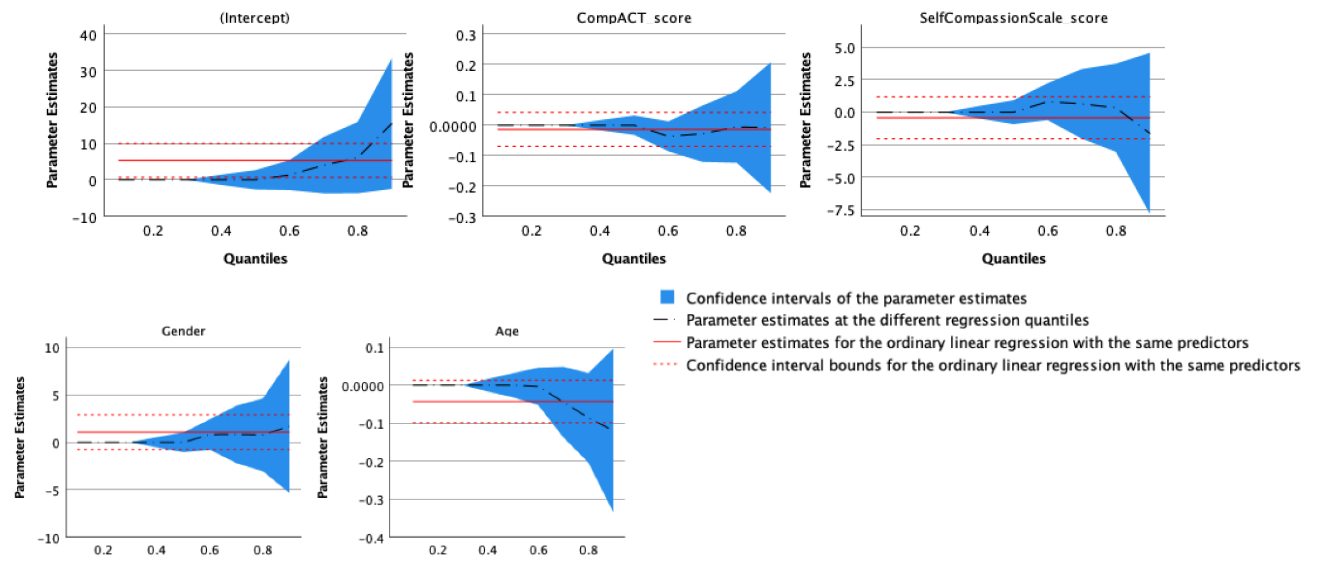 (Intercept)
Parameter Estimates
40
30
20
10
0
-10
0.2 0.4 0.6 0.8
Quantiles
CompACT_score
Parameter Estimates
0.3
0.2
0.1
0.0000
-0.1
-0.2
-0.3
0.2 0.4 0.6 0.8
Quantiles
SelfCompassionScale_score
Parameter Estimates
5.0
2.5
0.0
-2.5
-5.0
-7.5
0.2 0.4 0.6 0.8
Quantiles
Gender
Parameter Estimates
10
5
0
-5
-10
0.2 0.4 0.6 0.8
Age
Parameter Estimates
0.1
0.0000
-0.1
-0.2
-0.3
-0.4
0.2 0.4 0.6 0.8
Confidence intervals of the parameter estimates
Parameter estimates at the different regression quantiles
Parameter estimates for the ordinary linear regression with the same predictors
Confidence interval bounds for the ordinary linear regression with the same predictors